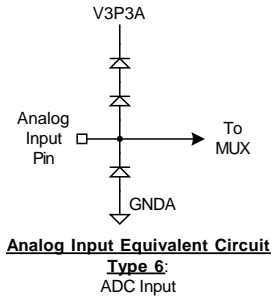 V3P3A
Analog
Input
Pin
To
MUX
GNDA
Analog Input Equivalent Circuit
Type 6:
ADC Input